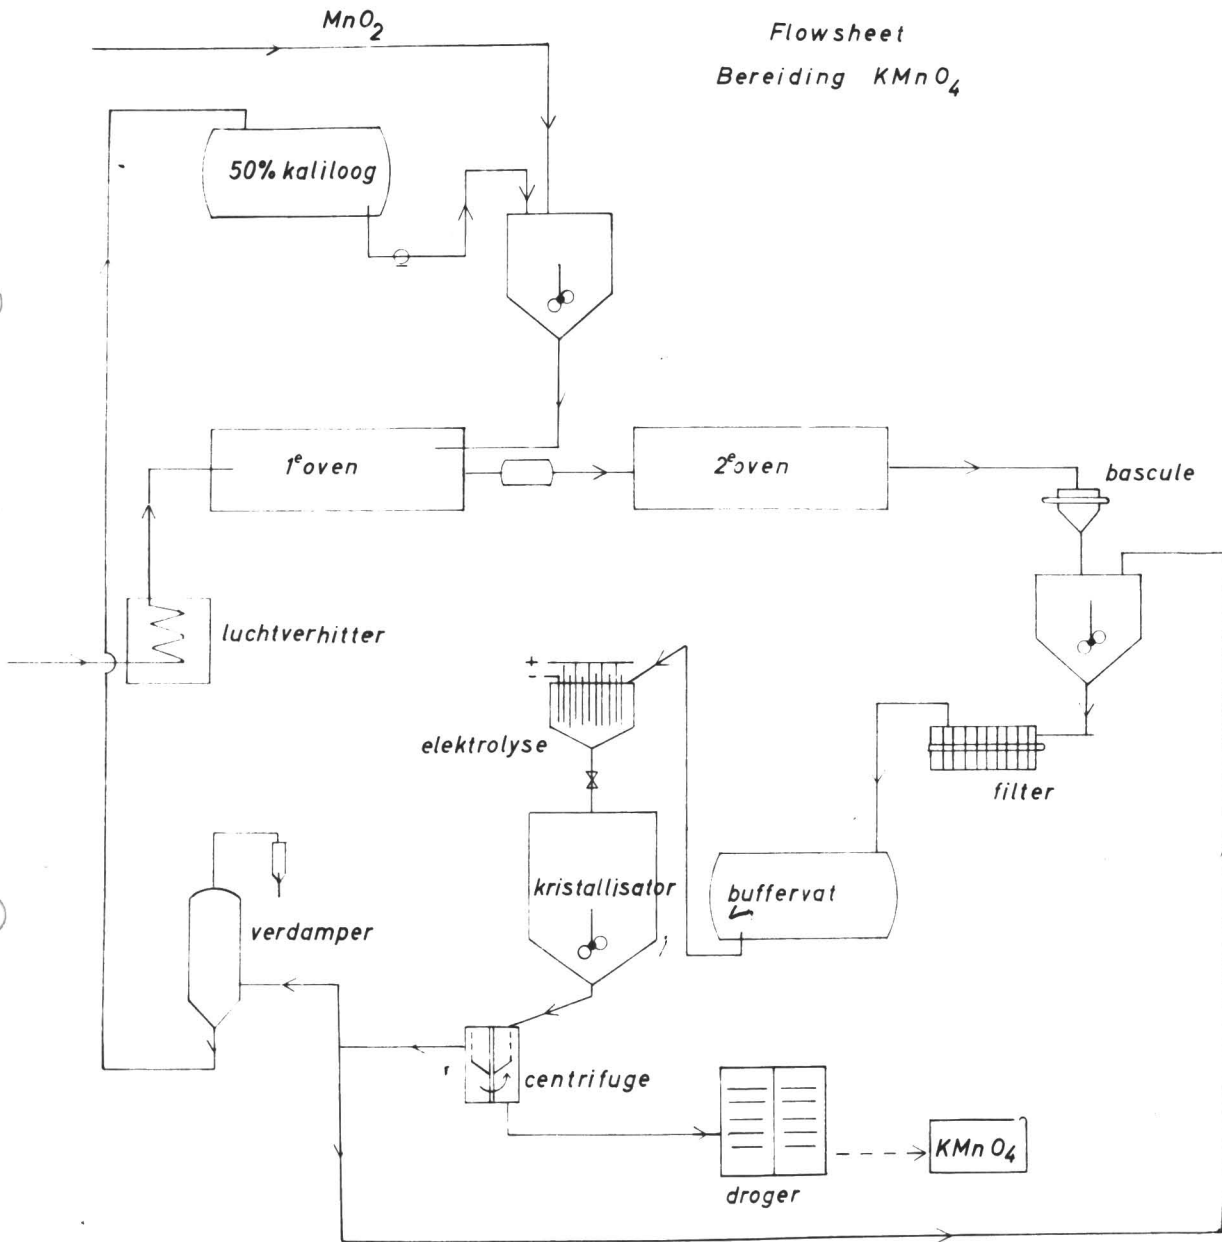 MnO₂
Flowsheet
Bereiding KMnO₄
50% kaliloog
1ᵉ oven
2ᵉ oven
bascule
luchtverhitter
+
-
elektrolyse
filter
kristallisator
buffervat
verdamper
centrifuge
droger
KMnO₄